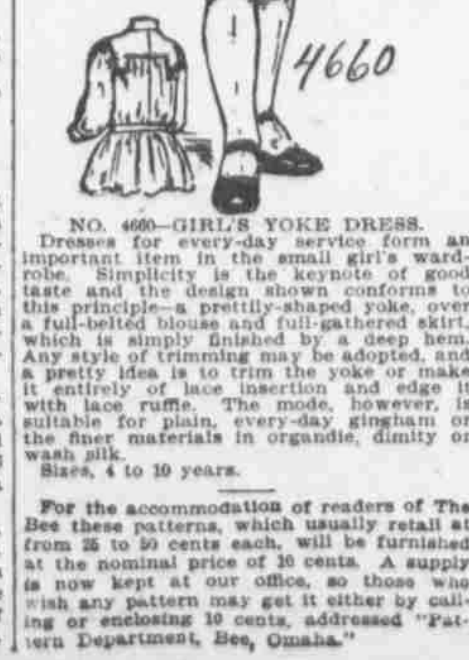 4660
NO. 4660—GIRL'S YOKE DRESS.
Dresses for every-day service form an
important item in the small girl's ward-
robe. Simplicity is the keynote of good
taste and the design shown conforms to
this principle—a prettily-shaped yoke, over
a full-belted blouse and full-gathered skirt,
which is simply finished by a deep hem.
Any style of trimming may be adopted, and
a pretty idea is to trim the yoke or make
it entirely of lace insertion and edge it
with lace ruffle. The mode, however, is
suitable for plain, every-day gingham or
the finer materials in organdie, dimity or
wash silk.
Sizes, 4 to 10 years.
For the accommodation of readers of The
Bee these patterns, which usually retail at
from 25 to 50 cents each, will be furnished
at the nominal price of 10 cents. A supply
is now kept at our office, so those who
wish any pattern may get it either by call-
ing or enclosing 10 cents, addressed "Pat-
tern Department, Bee, Omaha."